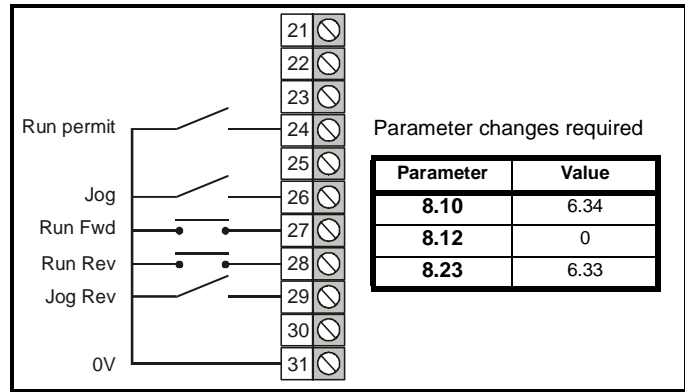 21
22
23
Run permit 24
25
Jog 26
Run Fwd 27
Run Rev 28
Jog Rev 29
30
0V 31
Parameter changes required
Parameter Value
8.10 6.34
8.12 0
8.23 6.33